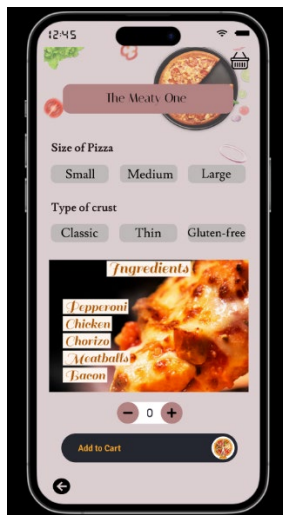 12:45
The Meaty One
Size of Pizza
Small Medium Large
Type of crust
Classic Thin Gluten-free
Ingredients
Pepperoni
Chicken
Chorizo
Meatballs
Bacon
− 0 +
Add to Cart